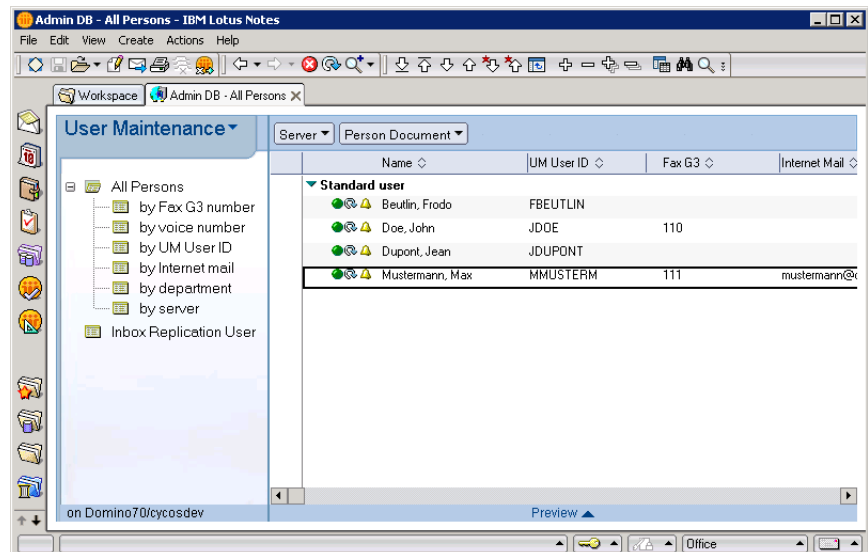 Admin DB - All Persons - IBM Lotus Notes
File Edit View Create Actions Help
Workspace Admin DB - All Persons
User Maintenance
Server Person Document
Name UM User ID Fax G3 Internet Mail
All Persons
by Fax G3 number
by voice number
by UM User ID
by Internet mail
by department
by server
Inbox Replication User
Standard user
Beutlin, Frodo FBEUTLIN
Doe, John JDOE 110
Dupont, Jean JDUPONT
Mustermann, Max MMUSTERM 111 mustermann@
on Domino70/cycosdev
Preview
Office